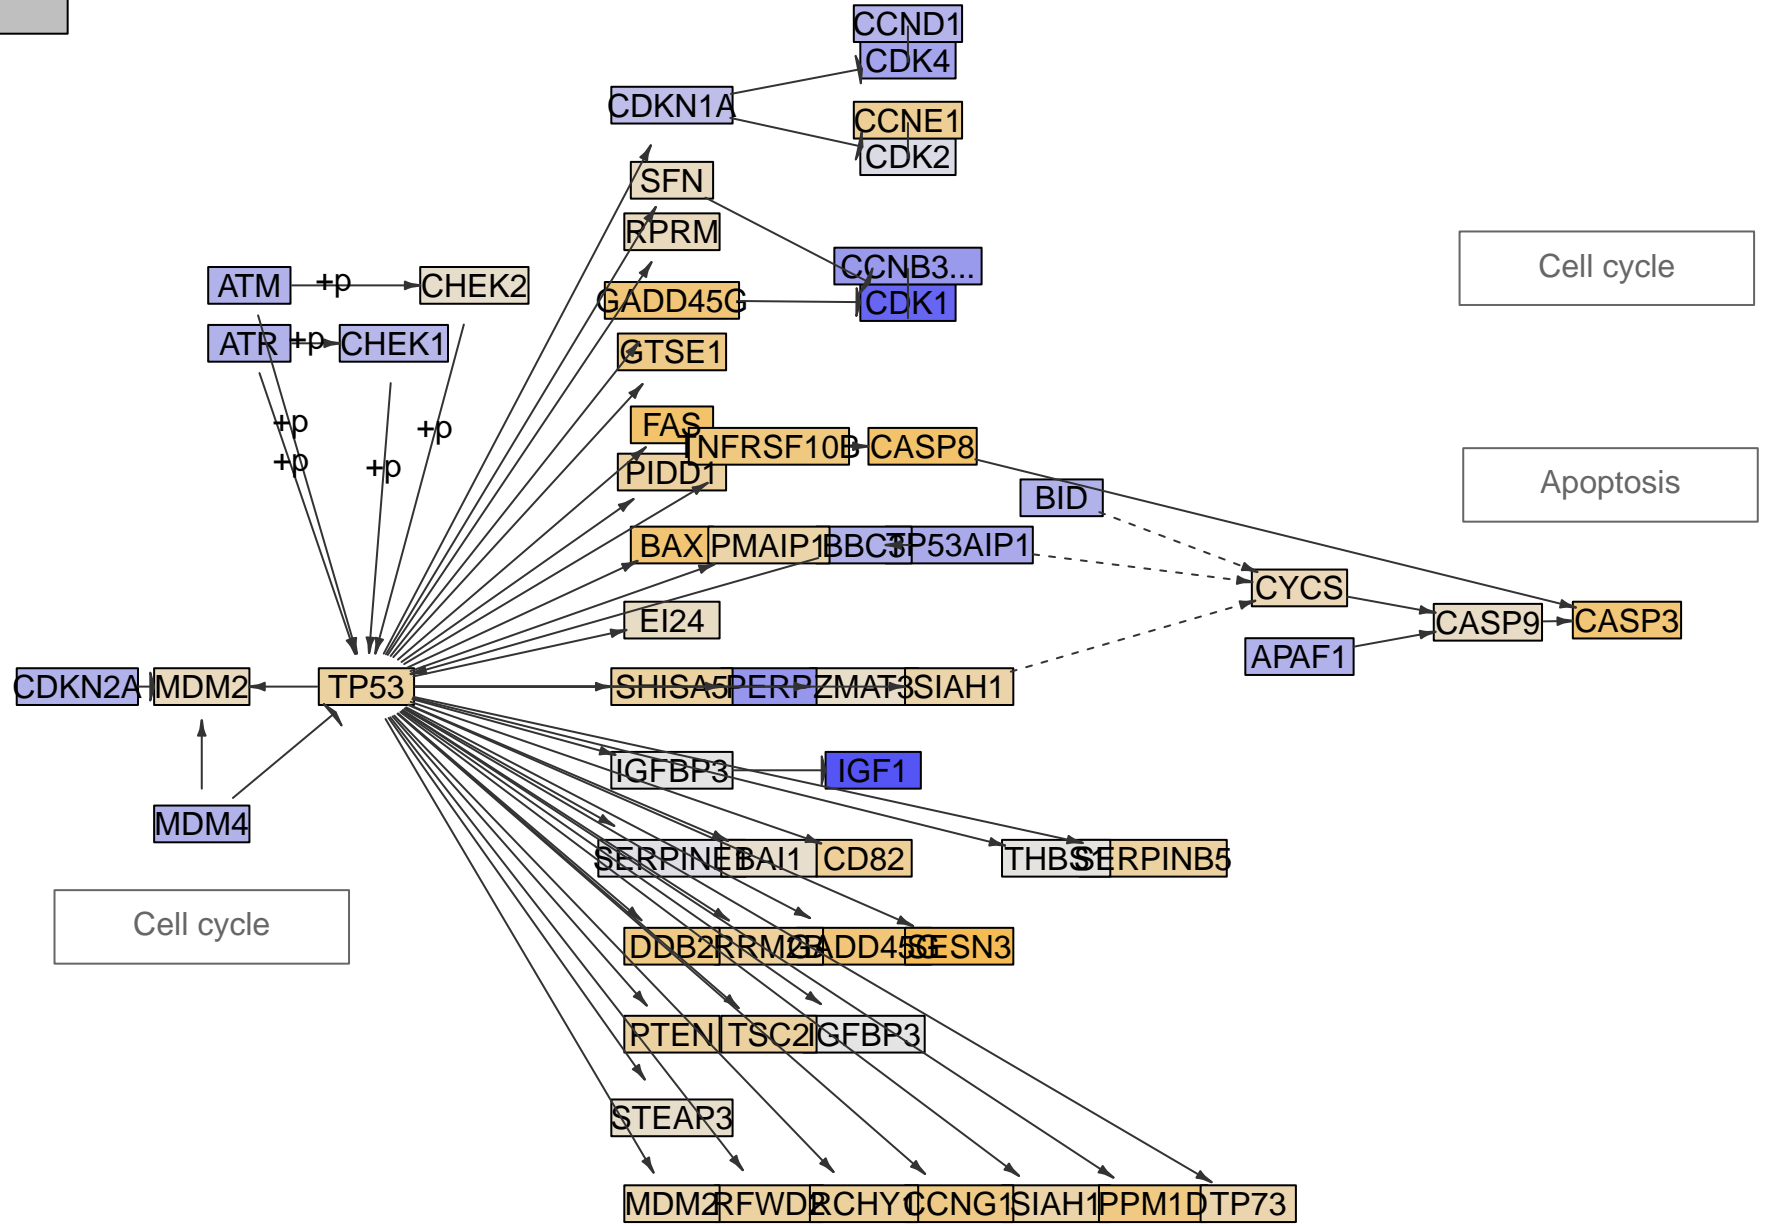 CCND1
CDK4
CDKN1A
CCNE1
CDK2
SFN
RPRM
Cell cycle
CCNB3...
ATM
+p
CHEK2
GADD45G
CDK1
ATR
+p
CHEK1
GTSE1
FAS
TNFRSF10B
CASP8
+p
+p
+p
+p
PIDD1
Apoptosis
BID
BAX
PMAIP1
BBC3
TP53AIP1
CYCS
EI24
CASP9
CASP3
APAF1
CDKN2A
MDM2
TP53
SHISA5
PERP
ZMAT3
SIAH1
IGFBP3
IGF1
MDM4
SERPINE1
BAI1
CD82
THBS1
SERPINB5
Cell cycle
DDB2
RRM2B
GADD45G
SESN3
PTEN
TSC2
IGFBP3
STEAP3
MDM2
RFWD2
RCHY1
CCNG1
SIAH1
PPM1D
TP73